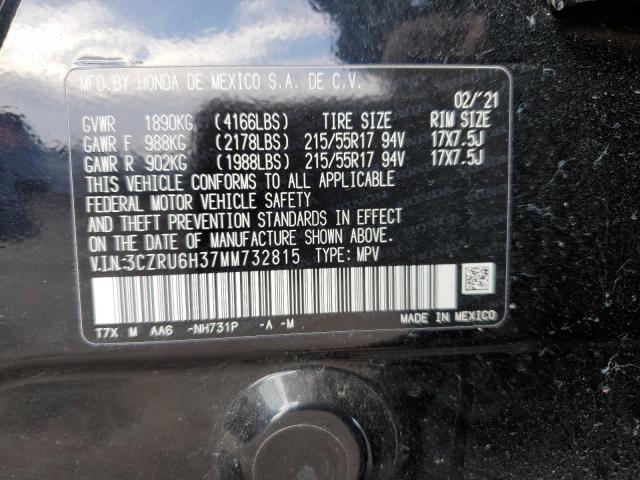 MFD. BY HONDA DE MEXICO S.A. DE C.V.
02/'21
GVWR 1890KG (4166LBS) TIRE SIZE RIM SIZE
GAWR F 988KG (2178LBS) 215/55R17 94V 17X7.5J
GAWR R 902KG (1988LBS) 215/55R17 94V 17X7.5J
THIS VEHICLE CONFORMS TO ALL APPLICABLE
FEDERAL MOTOR VEHICLE SAFETY
AND THEFT PREVENTION STANDARDS IN EFFECT
ON DATE OF MANUFACTURE SHOWN ABOVE.
V.I.N:3CZRU6H37MM732815 TYPE: MPV
T7X M AA6 -NH731P -A -M MADE IN MEXICO